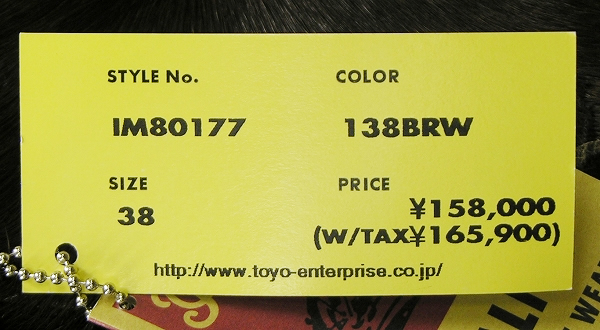 STYLE No. COLOR
IM80177 138BRW
SIZE PRICE
38 ¥158,000
(W/TAX¥165,900)
http://www.toyo-enterprise.co.jp/